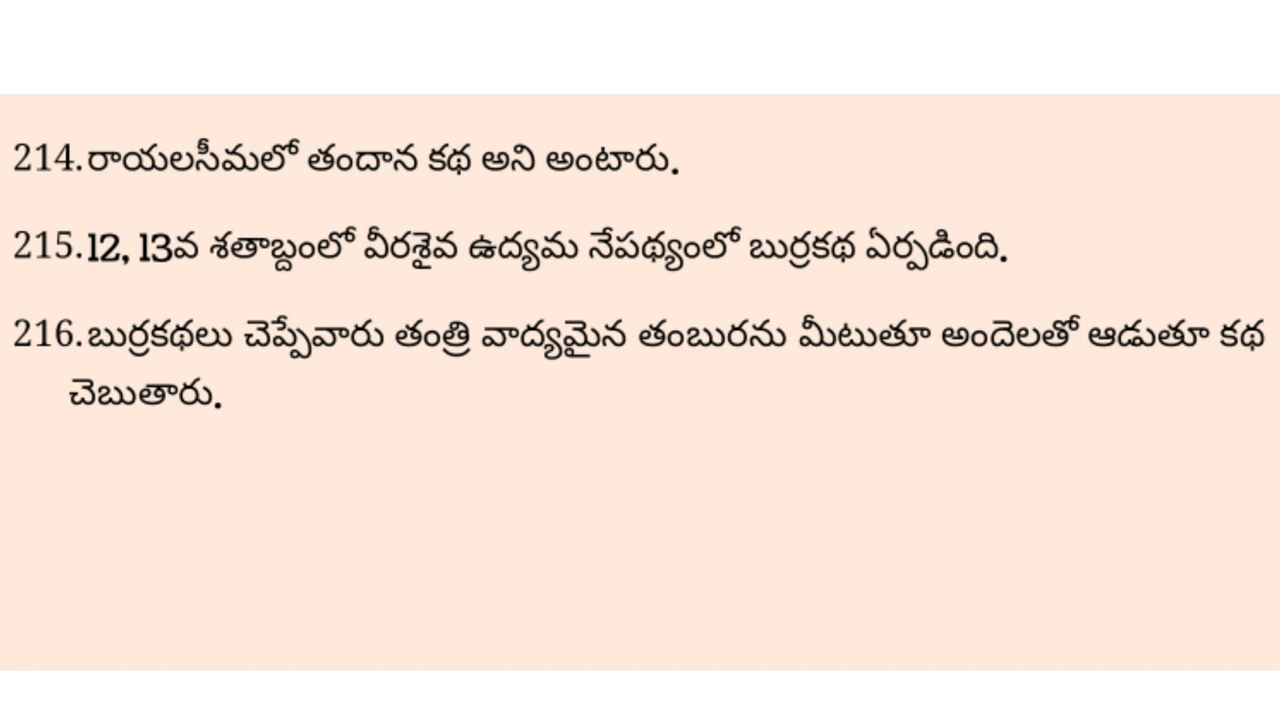 214. రాయలసీమలో తందాన కథ అని అంటారు.
215. 12, 13వ శతాబ్దంలో వీరశైవ ఉద్యమ నేపథ్యంలో బుర్రకథ ఏర్పడింది.
216. బుర్రకథలు చెప్పేవారు తంత్రి వాద్యమైన తంబురను మీటుతూ అందెలతో ఆడుతూ కథ
చెబుతారు.